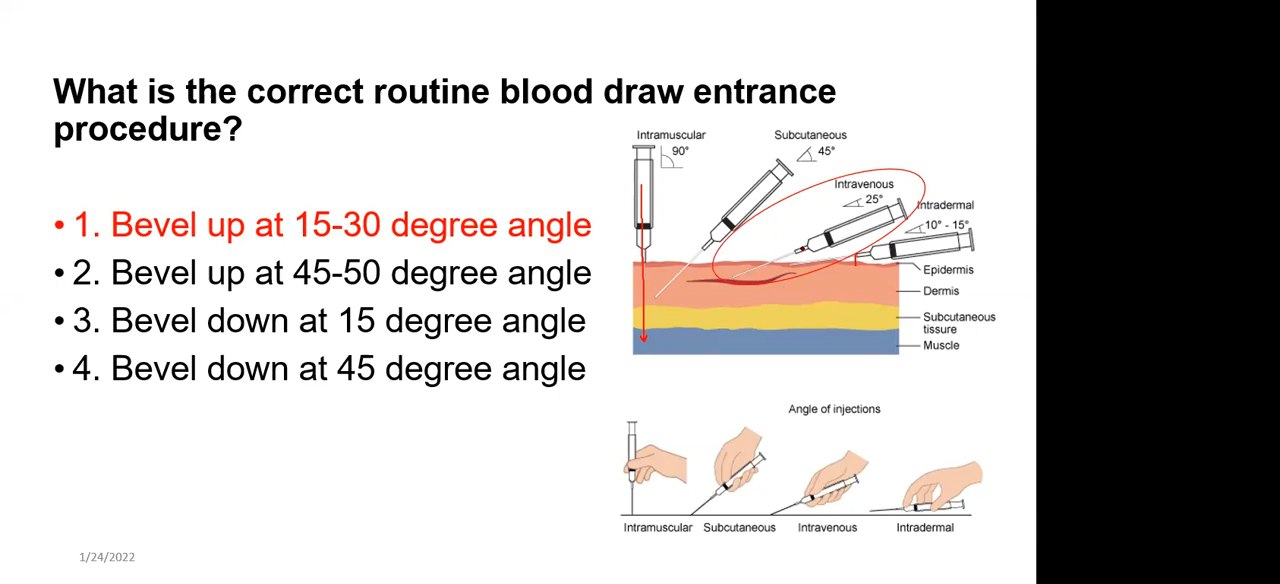 What is the correct routine blood draw entrance
procedure?
• 1. Bevel up at 15-30 degree angle
• 2. Bevel up at 45-50 degree angle
• 3. Bevel down at 15 degree angle
• 4. Bevel down at 45 degree angle
Intramuscular
90°
Subcutaneous
45°
Intravenous
25°
Intradermal
10° - 15°
Epidermis
Dermis
Subcutaneous
tissure
Muscle
Angle of injections
Intramuscular
Subcutaneous
Intravenous
Intradermal
1/24/2022